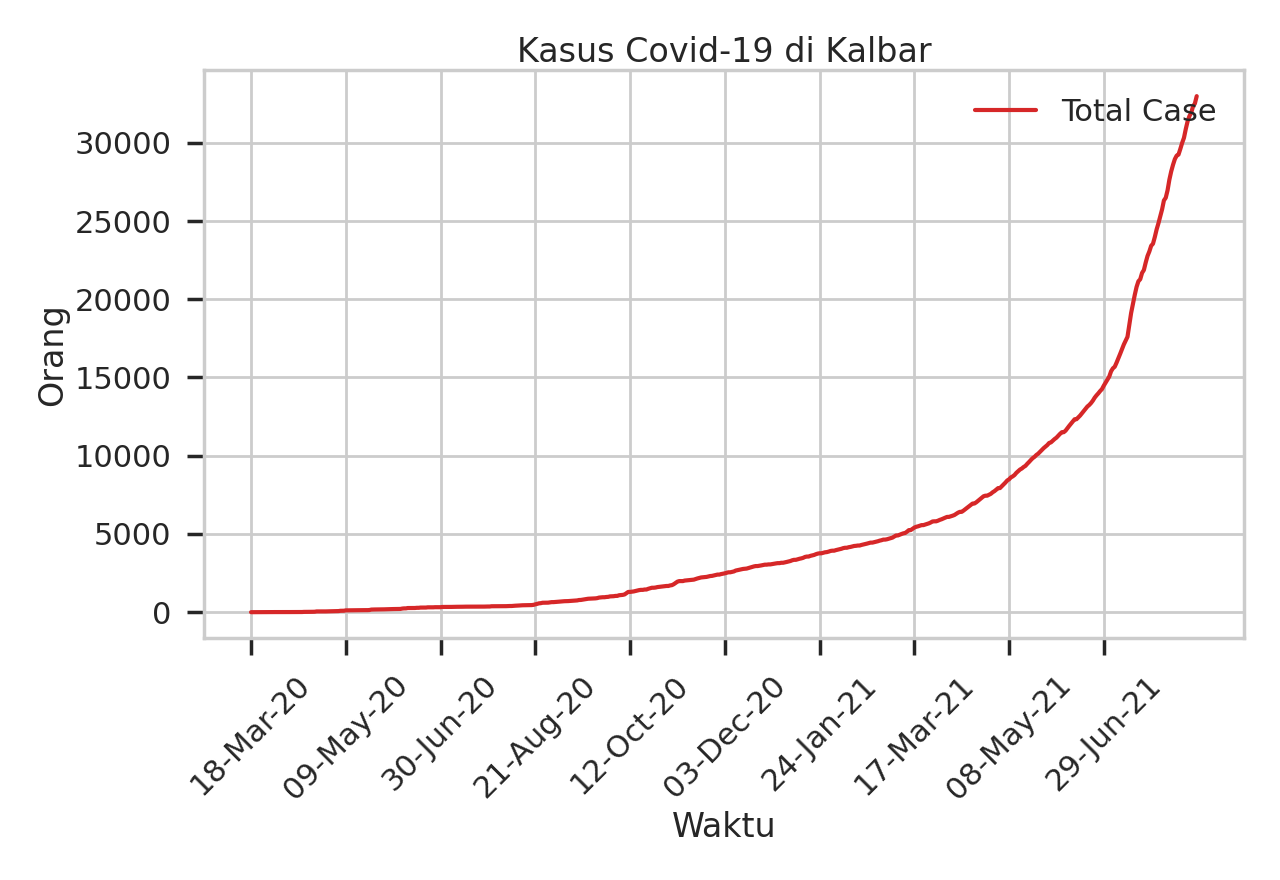 Kasus Covid-19 di Kalbar
Total Case
Orang
30000
25000
20000
15000
10000
5000
0
18-Mar-20
09-May-20
30-Jun-20
21-Aug-20
12-Oct-20
03-Dec-20
24-Jan-21
17-Mar-21
08-May-21
29-Jun-21
Waktu